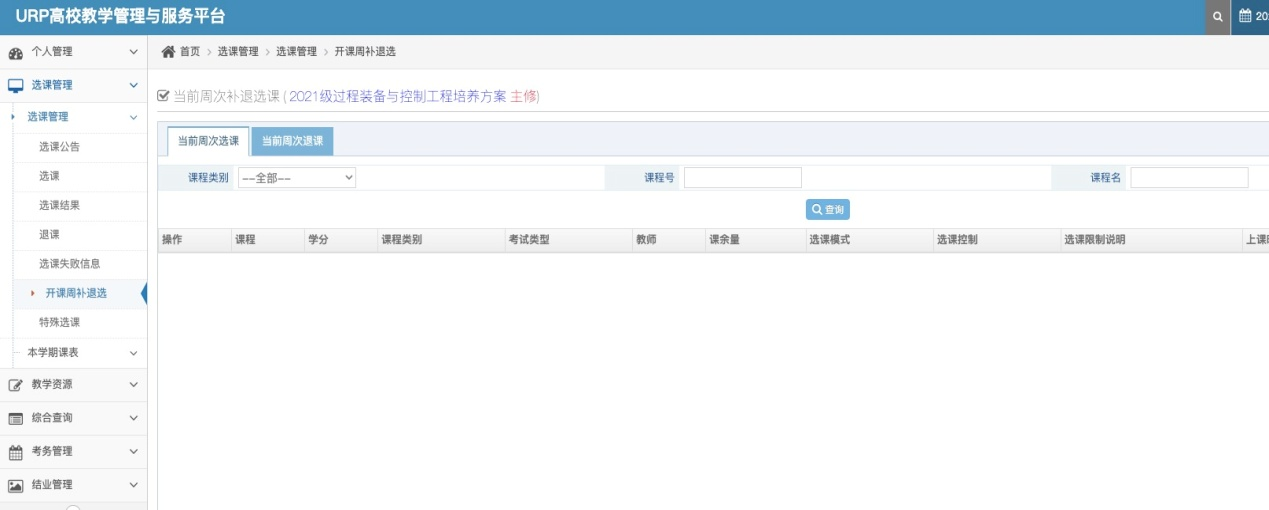 URP高校教学管理与服务平台
20
个人管理
首页 > 选课管理 > 选课管理 > 开课周补退选
选课管理
当前周次补退选课 ( 2021级过程装备与控制工程培养方案 主修)
选课管理
当前周次选课 当前周次退课
选课公告
选课
课程类别 --全部-- 课程号 课程名
选课结果
查询
退课
操作 课程 学分 课程类别 考试类型 教师 课余量 选课模式 选课控制 选课限制说明 上课
选课失败信息
开课周补退选
特殊选课
本学期课表
教学资源
综合查询
考务管理
结业管理